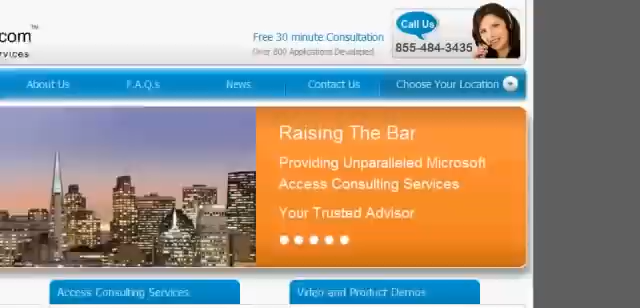 .com™
Services
Free 30 minute Consultation
Over 800 Applications Developed
Call Us
855-484-3435
About Us
F.A.Q.s
News
Contact Us
Choose Your Location
Raising The Bar
Providing Unparalleled Microsoft
Access Consulting Services
Your Trusted Advisor
Access Consulting Services
Video and Product Demos